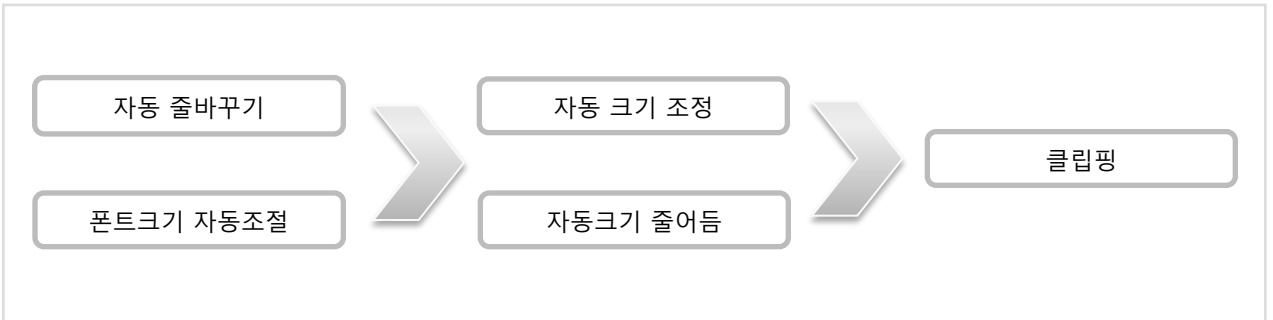 자동 줄바꾸기
폰트크기 자동조절
자동 크기 조정
자동크기 줄어듬
클립핑